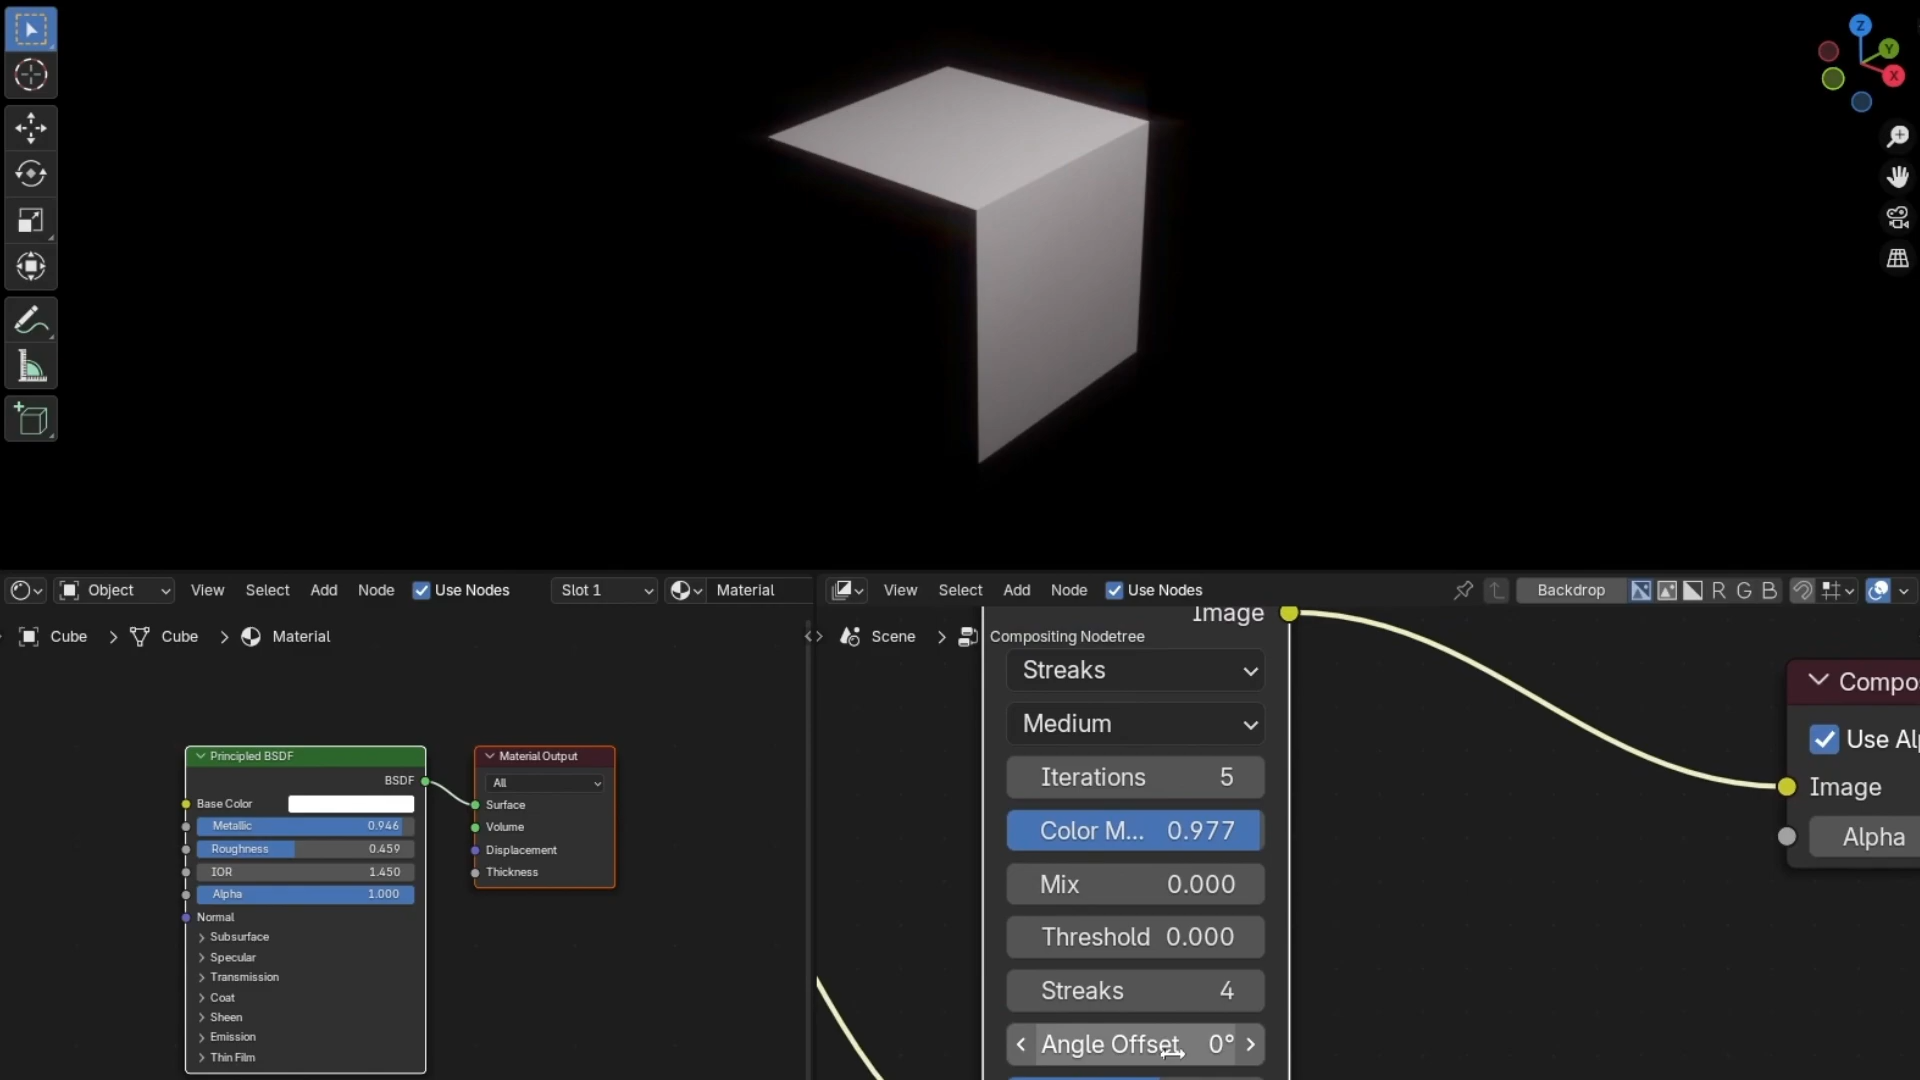 Z
Y
X
Object
View
Select
Add
Node
Use Nodes
Slot 1
Material
View
Select
Add
Node
Use Nodes
Backdrop
R
G
B
Cube
Cube
Material
Scene
Compositing Nodetree
Image
Streaks
Medium
Iterations 5
Color M... 0.977
Mix 0.000
Threshold 0.000
Streaks 4
Angle Offset 0°
Compo
Use Al
Image
Alpha
Principled BSDF
BSDF
Base Color
Metallic 0.946
Roughness 0.459
IOR 1.450
Alpha 1.000
Normal
Subsurface
Specular
Transmission
Coat
Sheen
Emission
Thin Film
Material Output
All
Surface
Volume
Displacement
Thickness